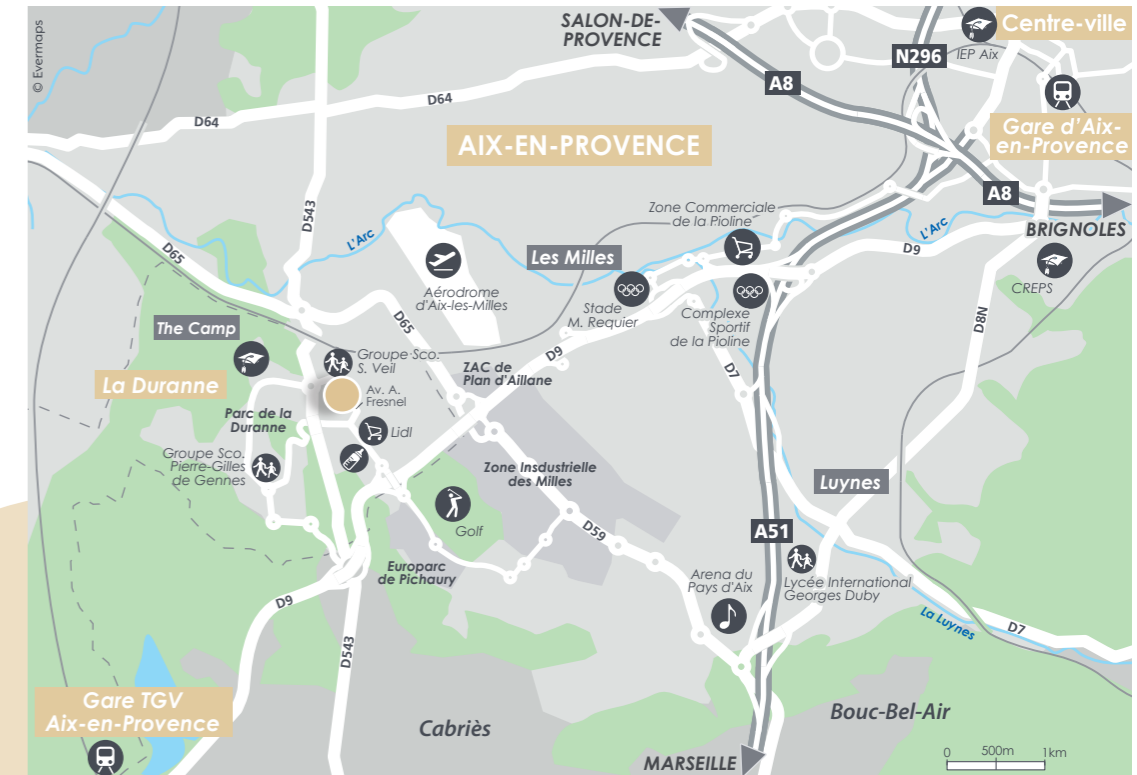 © Evermaps
SALON-DE-
PROVENCE
Centre-ville
IEP Aix
N296
A8
D64
D64
AIX-EN-PROVENCE
Gare d'Aix-
en-Provence
A8
BRIGNOLES
CREPS
D543
L'Arc
D65
Aérodrome
d'Aix-les-Milles
Les Milles
Zone Commerciale
de la Pioline
L'Arc
D9
Stade
M. Requier
Complexe
Sportif
de la Pioline
D8N
The Camp
D65
Groupe Sco.
S. Veil
D9
ZAC de
Plan d'Aillane
D7
La Duranne
Av. A.
Fresnel
Parc de la
Duranne
Lidl
Groupe Sco.
Pierre-Gilles
de Gennes
Zone Insdustrielle
des Milles
Luynes
Golf
D59
A51
Europarc
de Pichaury
Arena du
Pays d'Aix
Lycée International
Georges Duby
D9
La Luynes
D7
D543
Gare TGV
Aix-en-Provence
Cabriès
Bouc-Bel-Air
MARSEILLE
0 500m 1km